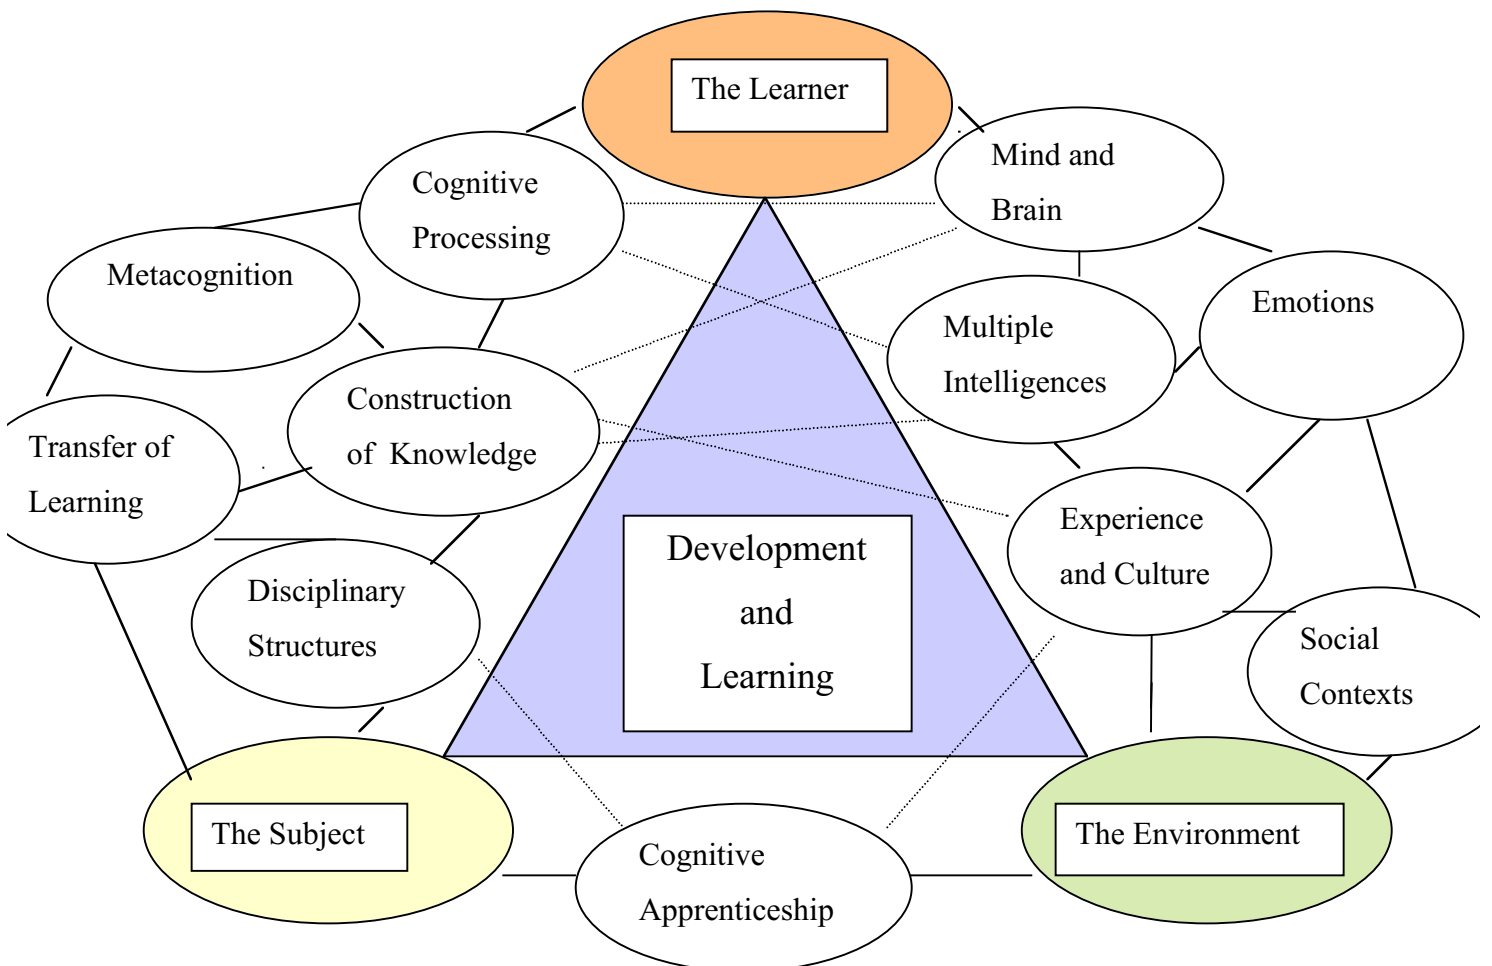 The Learner
Mind and
Brain
Cognitive
Processing
Metacognition
Emotions
Multiple
Intelligences
Construction
of  Knowledge
Transfer of
Learning
Experience
and Culture
Development
and
Learning
Disciplinary
Structures
Social
Contexts
The Subject
The Environment
Cognitive
Apprenticeship